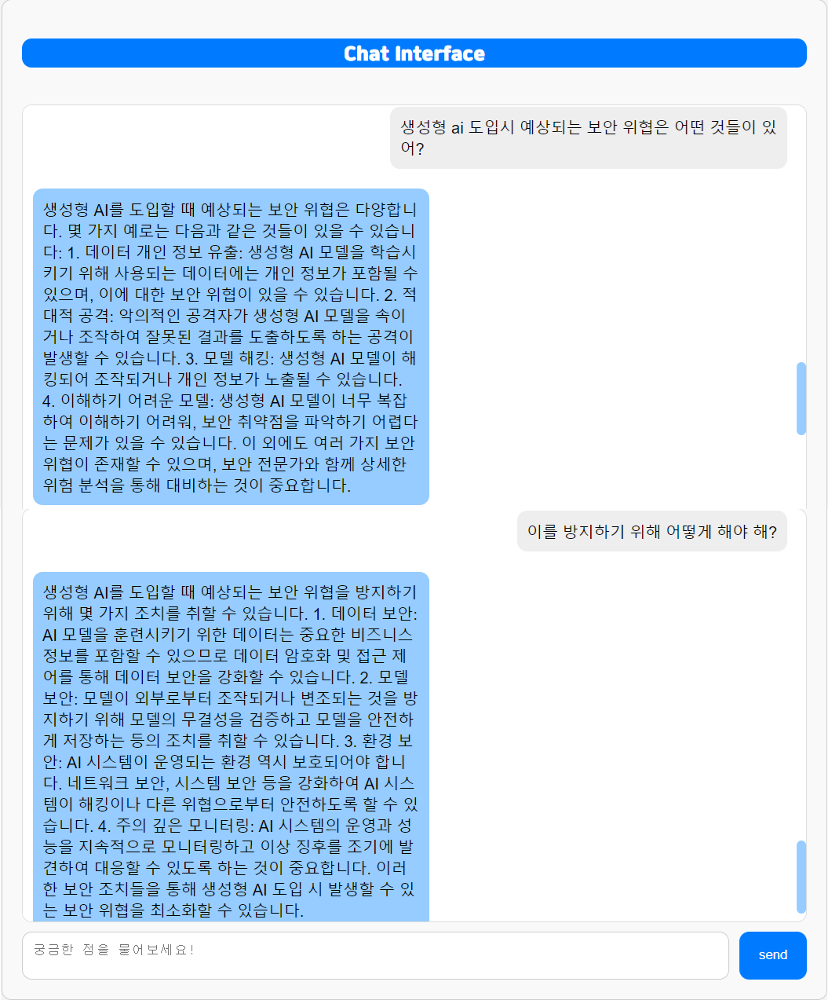 Chat Interface
생성형 ai 도입시 예상되는 보안 위협은 어떤 것들이 있
어?
생성형 AI를 도입할 때 예상되는 보안 위협은 다양합니
다. 몇 가지 예로는 다음과 같은 것들이 있을 수 있습니
다: 1. 데이터 개인 정보 유출: 생성형 AI 모델을 학습시
키기 위해 사용되는 데이터에는 개인 정보가 포함될 수
있으며, 이에 대한 보안 위협이 있을 수 있습니다. 2. 적
대적 공격: 악의적인 공격자가 생성형 AI 모델을 속이
거나 조작하여 잘못된 결과를 도출하도록 하는 공격이
발생할 수 있습니다. 3. 모델 해킹: 생성형 AI 모델이 해
킹되어 조작되거나 개인 정보가 노출될 수 있습니다.
4. 이해하기 어려운 모델: 생성형 AI 모델이 너무 복잡
하여 이해하기 어려워, 보안 취약점을 파악하기 어렵다
는 문제가 있을 수 있습니다. 이 외에도 여러 가지 보안
위협이 존재할 수 있으며, 보안 전문가와 함께 상세한
위험 분석을 통해 대비하는 것이 중요합니다.
이를 방지하기 위해 어떻게 해야 해?
생성형 AI를 도입할 때 예상되는 보안 위협을 방지하기
위해 몇 가지 조치를 취할 수 있습니다. 1. 데이터 보안:
AI 모델을 훈련시키기 위한 데이터는 중요한 비즈니스
정보를 포함할 수 있으므로 데이터 암호화 및 접근 제
어를 통해 데이터 보안을 강화할 수 있습니다. 2. 모델
보안: 모델이 외부로부터 조작되거나 변조되는 것을 방
지하기 위해 모델의 무결성을 검증하고 모델을 안전하
게 저장하는 등의 조치를 취할 수 있습니다. 3. 환경 보
안: AI 시스템이 운영되는 환경 역시 보호되어야 합니
다. 네트워크 보안, 시스템 보안 등을 강화하여 AI 시스
템이 해킹이나 다른 위협으로부터 안전하도록 할 수 있
습니다. 4. 주의 깊은 모니터링: AI 시스템의 운영과 성
능을 지속적으로 모니터링하고 이상 징후를 조기에 발
견하여 대응할 수 있도록 하는 것이 중요합니다. 이러
한 보안 조치들을 통해 생성형 AI 도입 시 발생할 수 있
는 보안 위협을 최소화할 수 있습니다.
궁금한 점을 물어보세요!
send